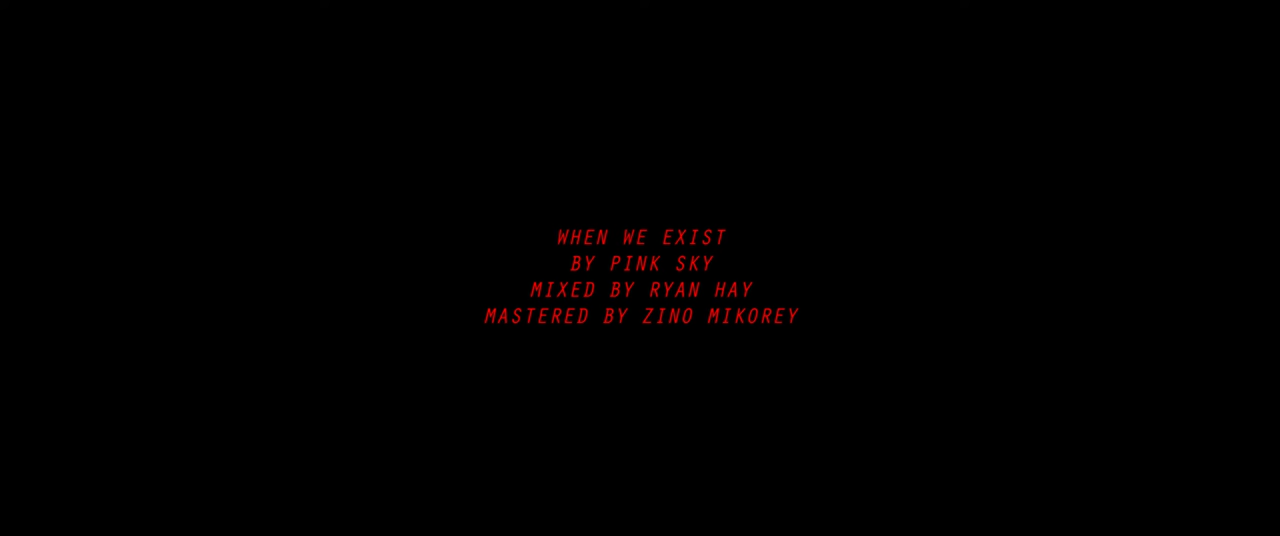 WHEN WE EXIST
BY PINK SKY
MIXED BY RYAN HAY
MASTERED BY ZINO MIKOREY